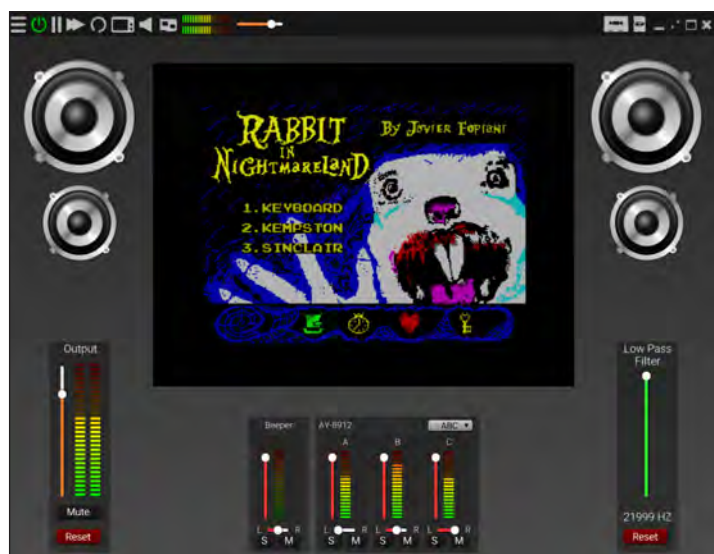 RABBIT
IN
NIGHTMARELAND
BY JAVIER FOPIANI
1.KEYBOARD
2.KEMPSTON
3.SINCLAIR
Output
Mute
Reset
Beeper
L R
S M
AY-8912
ABC
A B C
L R L R L R
S M S M S M
Low Pass
Filter
21999 HZ
Reset